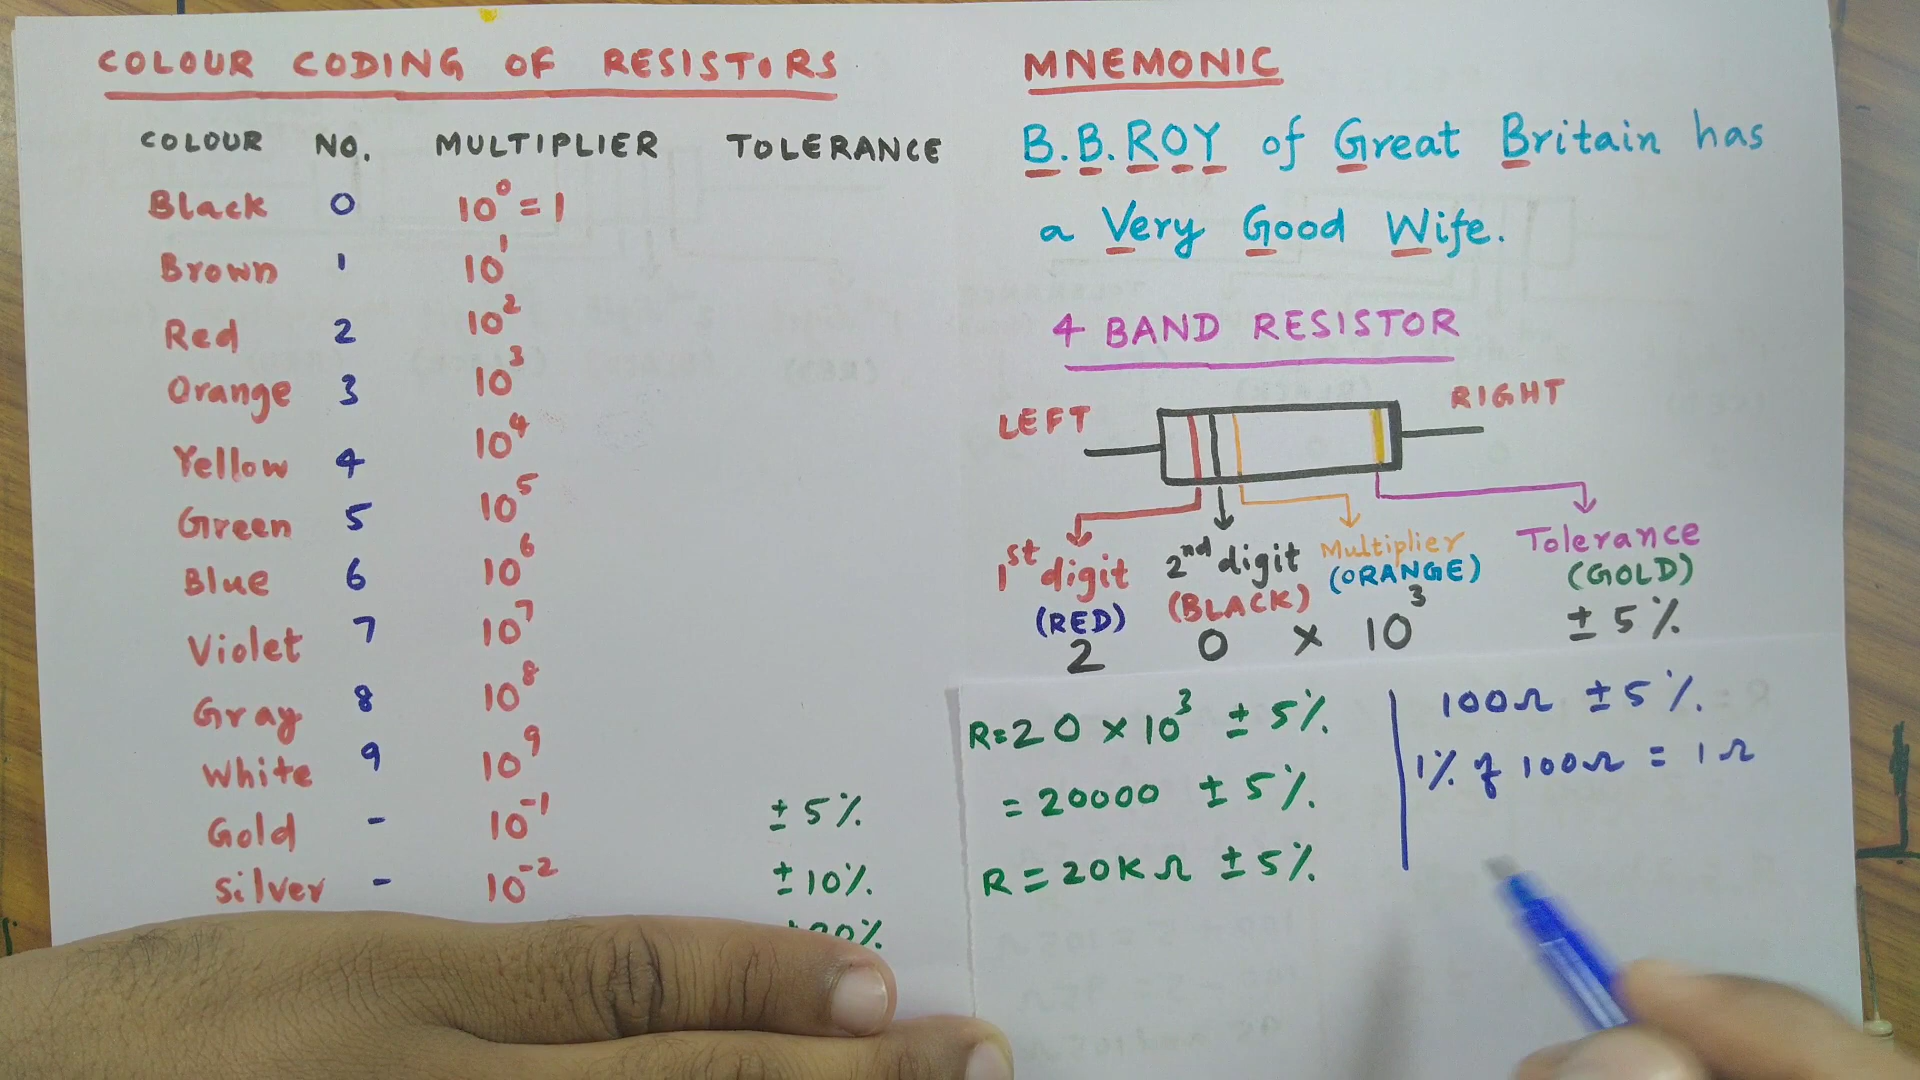 COLOUR CODING OF RESISTORS
COLOUR NO. MULTIPLIER TOLERANCE
Black 0 10⁰ = 1
Brown 1 10¹
Red 2 10²
Orange 3 10³
Yellow 4 10⁴
Green 5 10⁵
Blue 6 10⁶
Violet 7 10⁷
Gray 8 10⁸
White 9 10⁹
Gold - 10⁻¹ ± 5%
Silver - 10⁻² ± 10%
MNEMONIC
B.B.ROY of Great Britain has
a Very Good Wife.
4 BAND RESISTOR
LEFT RIGHT
1st digit 2nd digit Multiplier Tolerance
(RED) (BLACK) (ORANGE) (GOLD)
2 0 × 10³ ± 5%
R = 20 × 10³ ± 5%
= 20000 ± 5%
R = 20KΩ ± 5%
100Ω ± 5%
1% of 100Ω = 1Ω